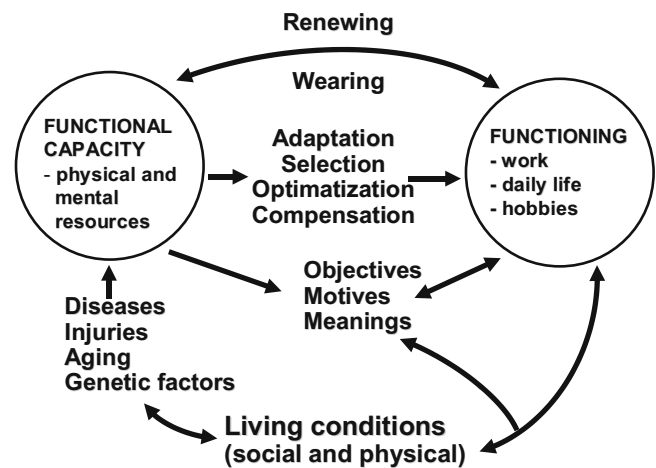 Renewing
Wearing
FUNCTIONAL
CAPACITY
- physical and
mental
resources
Adaptation
Selection
Optimatization
Compensation
FUNCTIONING
- work
- daily life
- hobbies
Objectives
Motives
Meanings
Diseases
Injuries
Aging
Genetic factors
Living conditions
(social and physical)